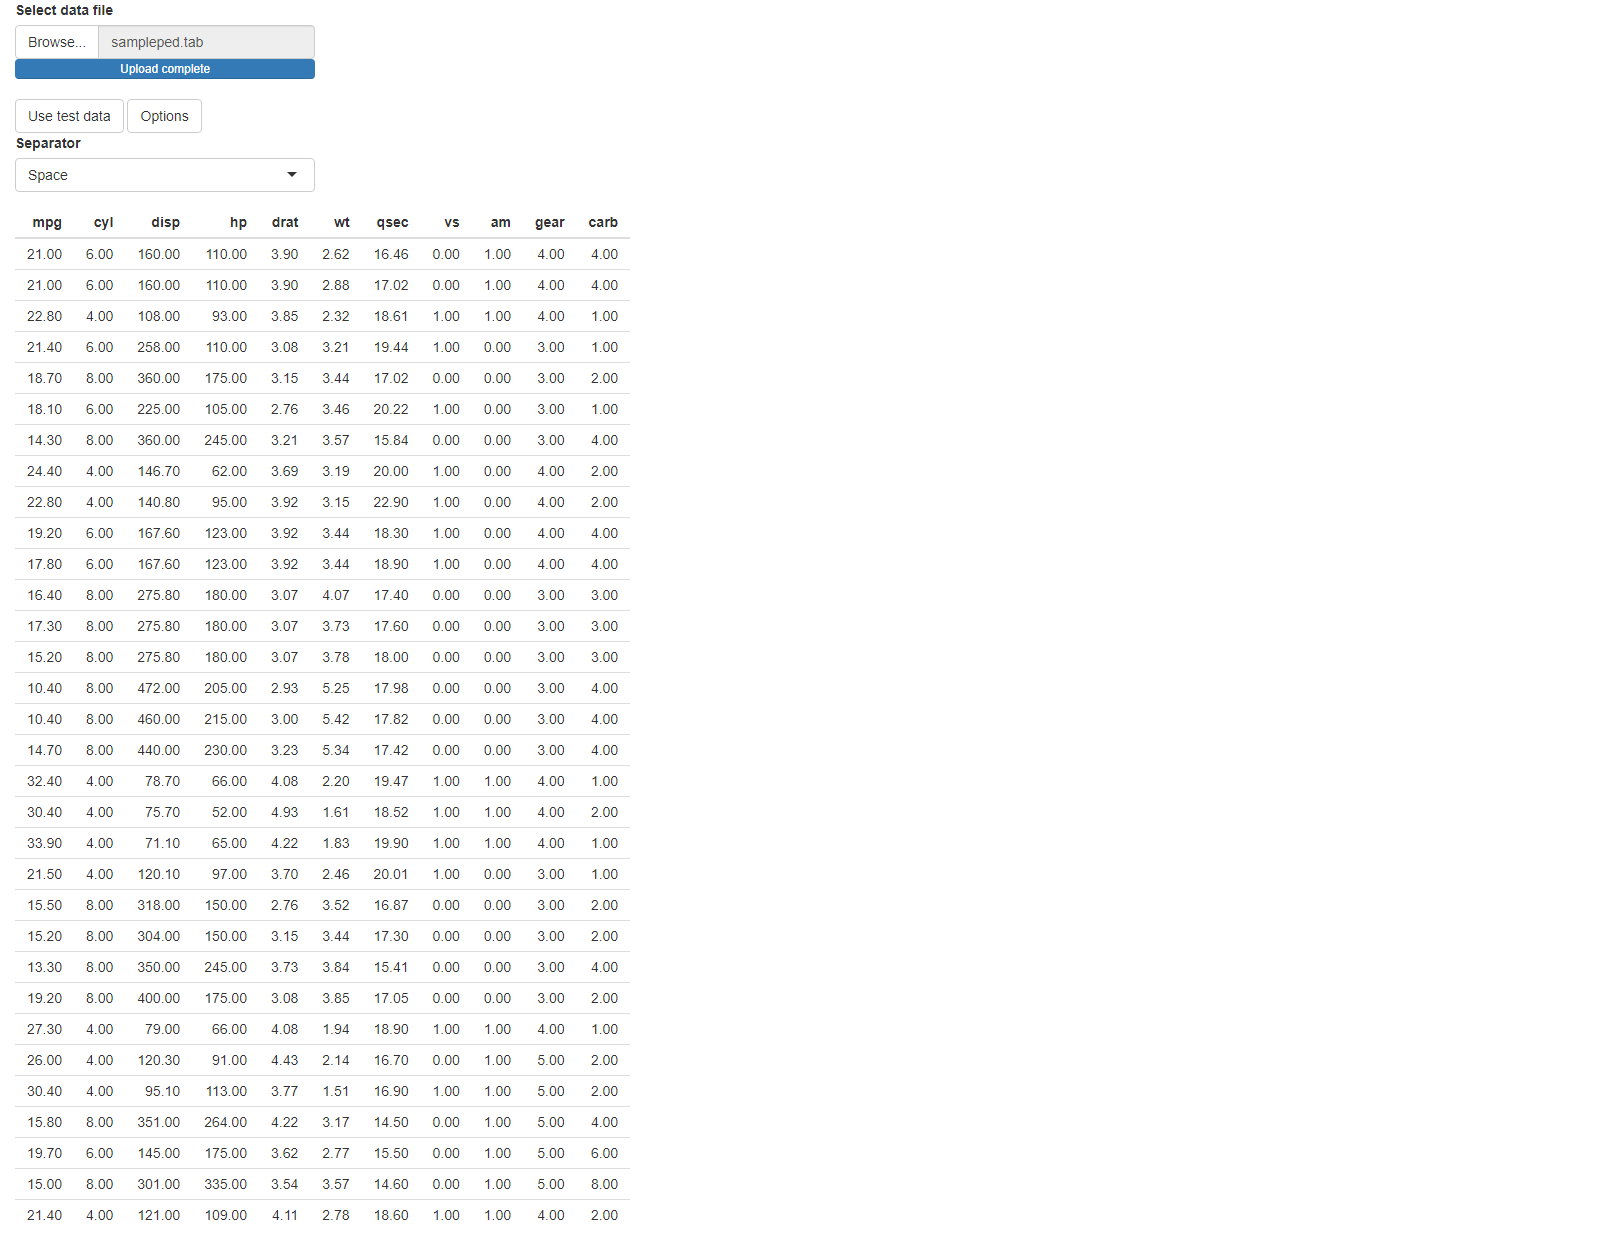 Select data file
Browse... sampleped.tab
Upload complete
Use test data Options
Separator
Space
mpg cyl disp hp drat wt qsec vs am gear carb
21.00 6.00 160.00 110.00 3.90 2.62 16.46 0.00 1.00 4.00 4.00
21.00 6.00 160.00 110.00 3.90 2.88 17.02 0.00 1.00 4.00 4.00
22.80 4.00 108.00 93.00 3.85 2.32 18.61 1.00 1.00 4.00 1.00
21.40 6.00 258.00 110.00 3.08 3.21 19.44 1.00 0.00 3.00 1.00
18.70 8.00 360.00 175.00 3.15 3.44 17.02 0.00 0.00 3.00 2.00
18.10 6.00 225.00 105.00 2.76 3.46 20.22 1.00 0.00 3.00 1.00
14.30 8.00 360.00 245.00 3.21 3.57 15.84 0.00 0.00 3.00 4.00
24.40 4.00 146.70 62.00 3.69 3.19 20.00 1.00 0.00 4.00 2.00
22.80 4.00 140.80 95.00 3.92 3.15 22.90 1.00 0.00 4.00 2.00
19.20 6.00 167.60 123.00 3.92 3.44 18.30 1.00 0.00 4.00 4.00
17.80 6.00 167.60 123.00 3.92 3.44 18.90 1.00 0.00 4.00 4.00
16.40 8.00 275.80 180.00 3.07 4.07 17.40 0.00 0.00 3.00 3.00
17.30 8.00 275.80 180.00 3.07 3.73 17.60 0.00 0.00 3.00 3.00
15.20 8.00 275.80 180.00 3.07 3.78 18.00 0.00 0.00 3.00 3.00
10.40 8.00 472.00 205.00 2.93 5.25 17.98 0.00 0.00 3.00 4.00
10.40 8.00 460.00 215.00 3.00 5.42 17.82 0.00 0.00 3.00 4.00
14.70 8.00 440.00 230.00 3.23 5.34 17.42 0.00 0.00 3.00 4.00
32.40 4.00 78.70 66.00 4.08 2.20 19.47 1.00 1.00 4.00 1.00
30.40 4.00 75.70 52.00 4.93 1.61 18.52 1.00 1.00 4.00 2.00
33.90 4.00 71.10 65.00 4.22 1.83 19.90 1.00 1.00 4.00 1.00
21.50 4.00 120.10 97.00 3.70 2.46 20.01 1.00 0.00 3.00 1.00
15.50 8.00 318.00 150.00 2.76 3.52 16.87 0.00 0.00 3.00 2.00
15.20 8.00 304.00 150.00 3.15 3.44 17.30 0.00 0.00 3.00 2.00
13.30 8.00 350.00 245.00 3.73 3.84 15.41 0.00 0.00 3.00 4.00
19.20 8.00 400.00 175.00 3.08 3.85 17.05 0.00 0.00 3.00 2.00
27.30 4.00 79.00 66.00 4.08 1.94 18.90 1.00 1.00 4.00 1.00
26.00 4.00 120.30 91.00 4.43 2.14 16.70 0.00 1.00 5.00 2.00
30.40 4.00 95.10 113.00 3.77 1.51 16.90 1.00 1.00 5.00 2.00
15.80 8.00 351.00 264.00 4.22 3.17 14.50 0.00 1.00 5.00 4.00
19.70 6.00 145.00 175.00 3.62 2.77 15.50 0.00 1.00 5.00 6.00
15.00 8.00 301.00 335.00 3.54 3.57 14.60 0.00 1.00 5.00 8.00
21.40 4.00 121.00 109.00 4.11 2.78 18.60 1.00 1.00 4.00 2.00